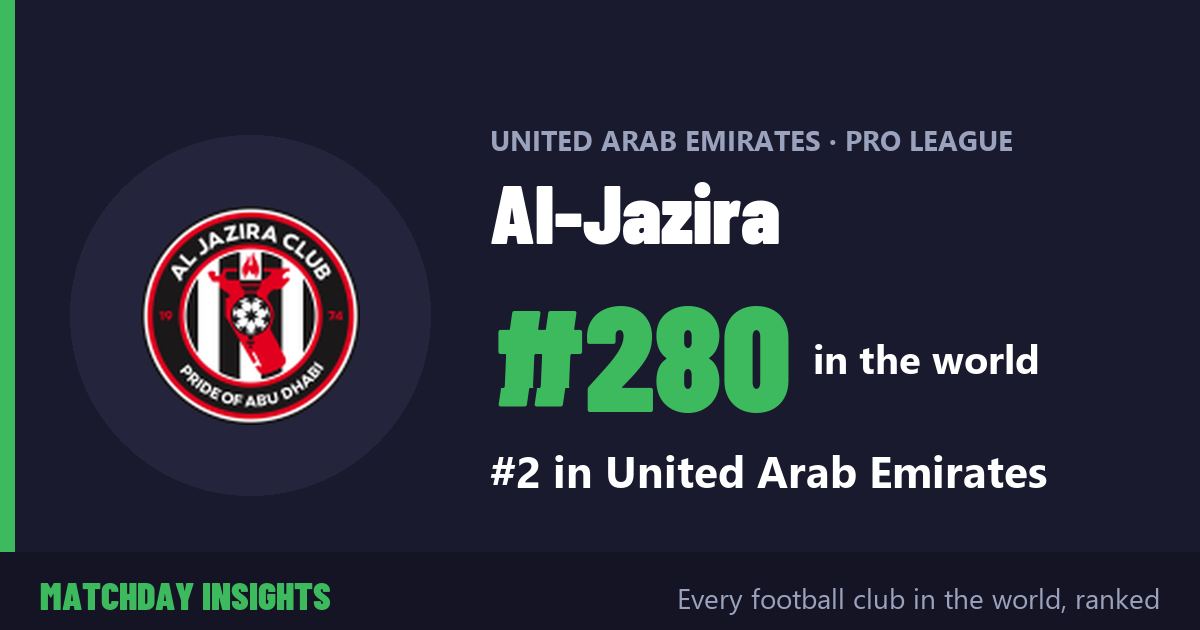 UNITED ARAB EMIRATES · PRO LEAGUE
Al-Jazira
AL JAZIRA CLUB
19 74
PRIDE OF ABU DHABI
#280 in the world
#2 in United Arab Emirates
MATCHDAY INSIGHTS
Every football club in the world, ranked